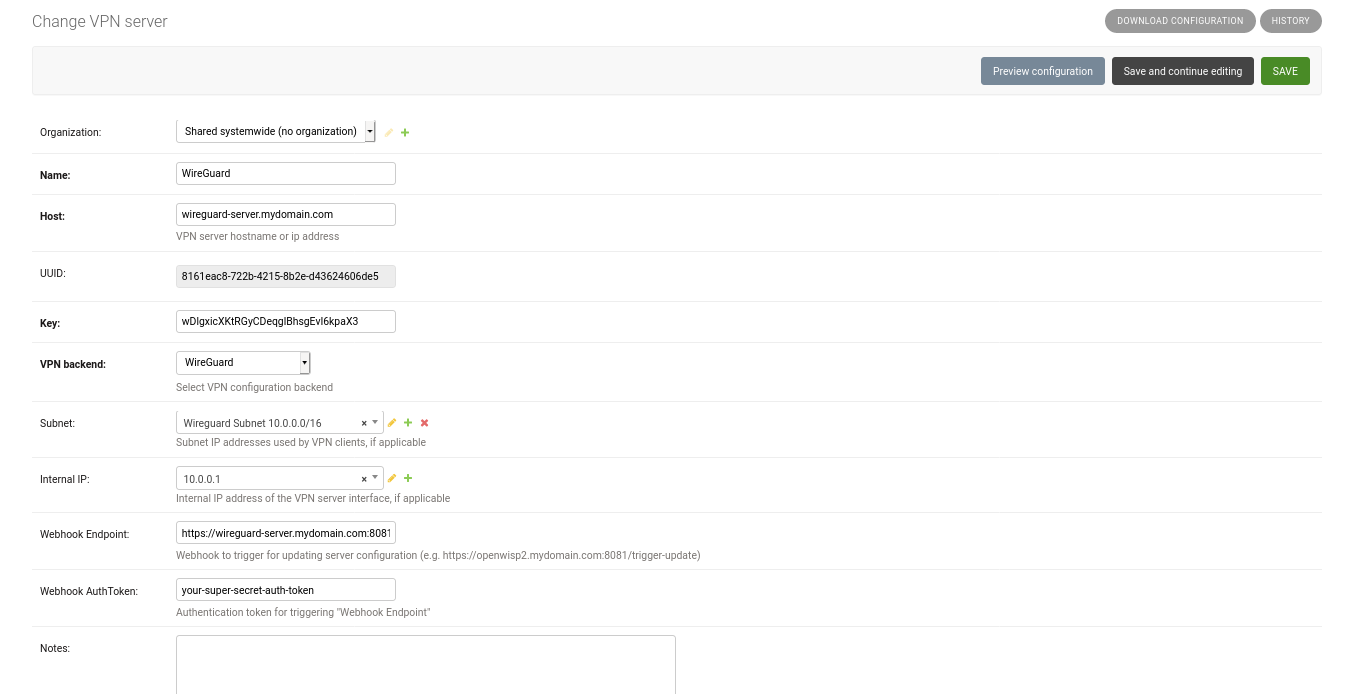 Change VPN server
DOWNLOAD CONFIGURATION
HISTORY
Preview configuration
Save and continue editing
SAVE
Organization:
Shared systemwide (no organization)
Name:
WireGuard
Host:
wireguard-server.mydomain.com
VPN server hostname or ip address
UUID:
8161eac8-722b-4215-8b2e-d43624606de5
Key:
wDIgxicXKtRGyCDeqglBhsgEvI6kpaX3
VPN backend:
WireGuard
Select VPN configuration backend
Subnet:
Wireguard Subnet 10.0.0.0/16
×
Subnet IP addresses used by VPN clients, if applicable
Internal IP:
10.0.0.1
×
Internal IP address of the VPN server interface, if applicable
Webhook Endpoint:
https://wireguard-server.mydomain.com:8081
Webhook to trigger for updating server configuration (e.g. https://openwisp2.mydomain.com:8081/trigger-update)
Webhook AuthToken:
your-super-secret-auth-token
Authentication token for triggering "Webhook Endpoint"
Notes: